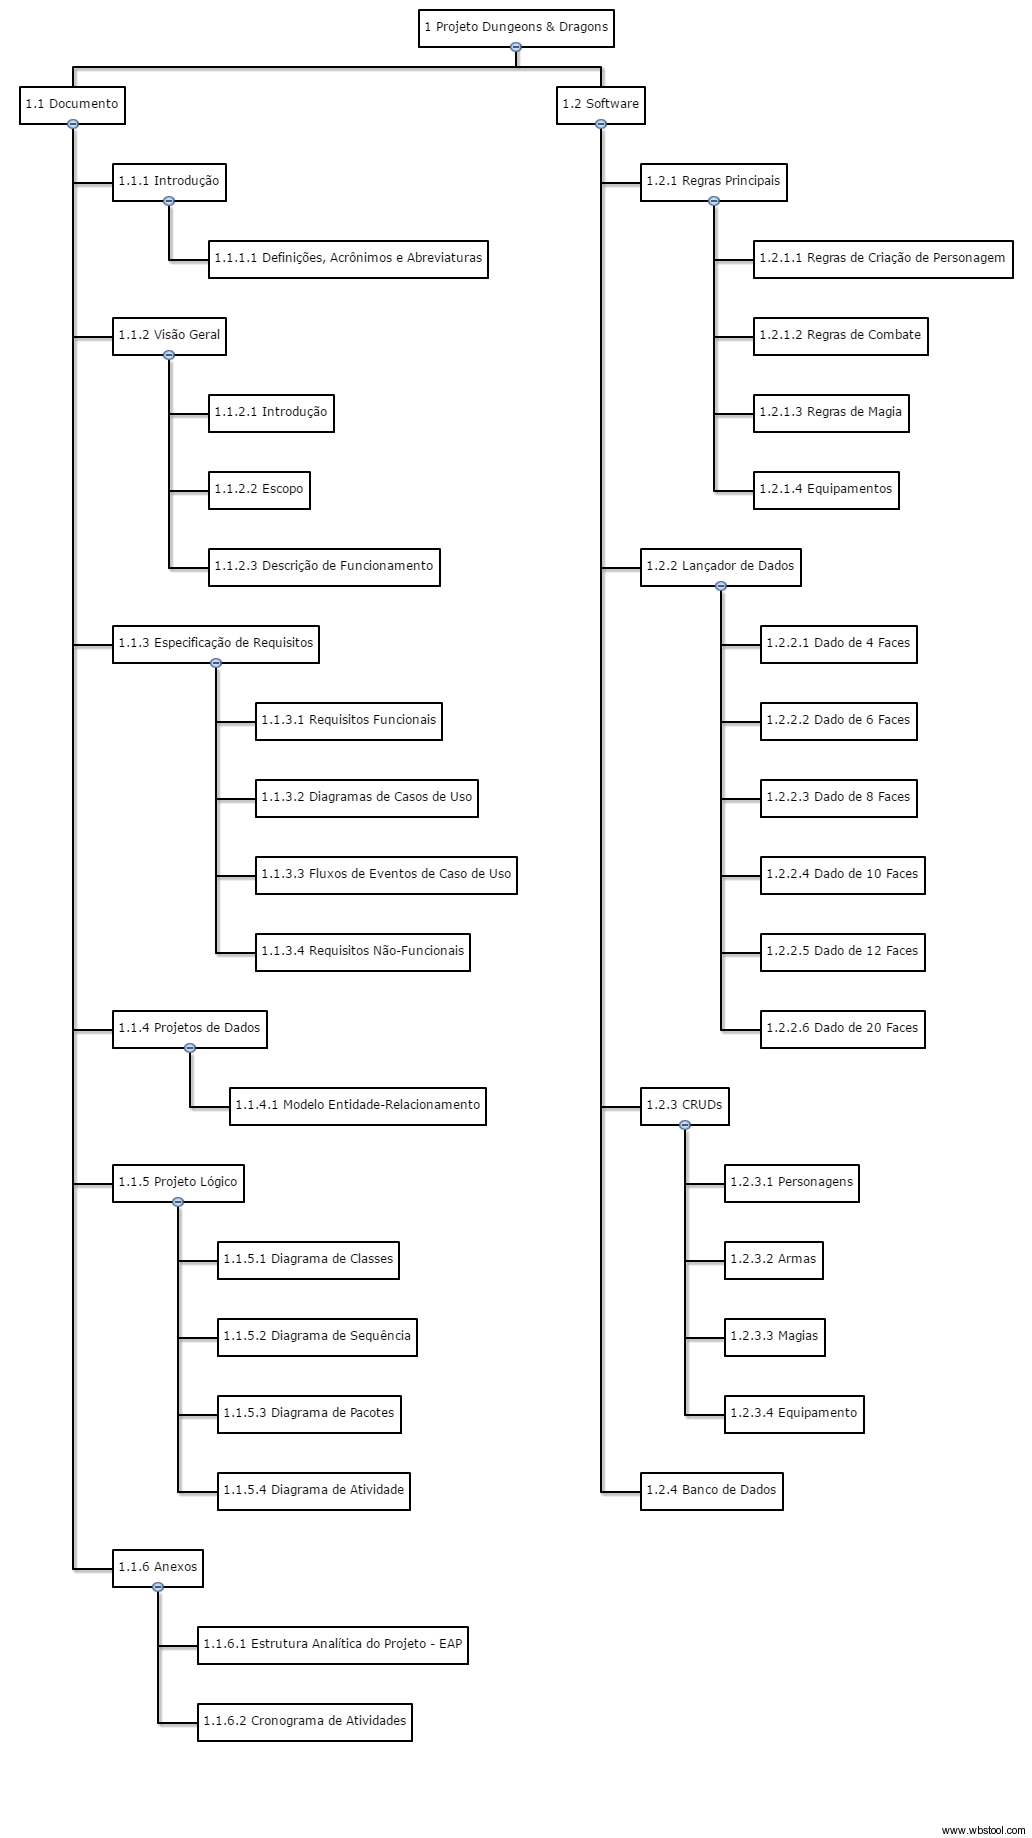 1 Projeto Dungeons & Dragons
1.1 Documento
1.1.1 Introdução
1.1.1.1 Definições, Acrônimos e Abreviaturas
1.1.2 Visão Geral
1.1.2.1 Introdução
1.1.2.2 Escopo
1.1.2.3 Descrição de Funcionamento
1.1.3 Especificação de Requisitos
1.1.3.1 Requisitos Funcionais
1.1.3.2 Diagramas de Casos de Uso
1.1.3.3 Fluxos de Eventos de Caso de Uso
1.1.3.4 Requisitos Não-Funcionais
1.1.4 Projetos de Dados
1.1.4.1 Modelo Entidade-Relacionamento
1.1.5 Projeto Lógico
1.1.5.1 Diagrama de Classes
1.1.5.2 Diagrama de Sequência
1.1.5.3 Diagrama de Pacotes
1.1.5.4 Diagrama de Atividade
1.1.6 Anexos
1.1.6.1 Estrutura Analítica do Projeto - EAP
1.1.6.2 Cronograma de Atividades
1.2 Software
1.2.1 Regras Principais
1.2.1.1 Regras de Criação de Personagem
1.2.1.2 Regras de Combate
1.2.1.3 Regras de Magia
1.2.1.4 Equipamentos
1.2.2 Lançador de Dados
1.2.2.1 Dado de 4 Faces
1.2.2.2 Dado de 6 Faces
1.2.2.3 Dado de 8 Faces
1.2.2.4 Dado de 10 Faces
1.2.2.5 Dado de 12 Faces
1.2.2.6 Dado de 20 Faces
1.2.3 CRUDs
1.2.3.1 Personagens
1.2.3.2 Armas
1.2.3.3 Magias
1.2.3.4 Equipamento
1.2.4 Banco de Dados
www.wbstool.com